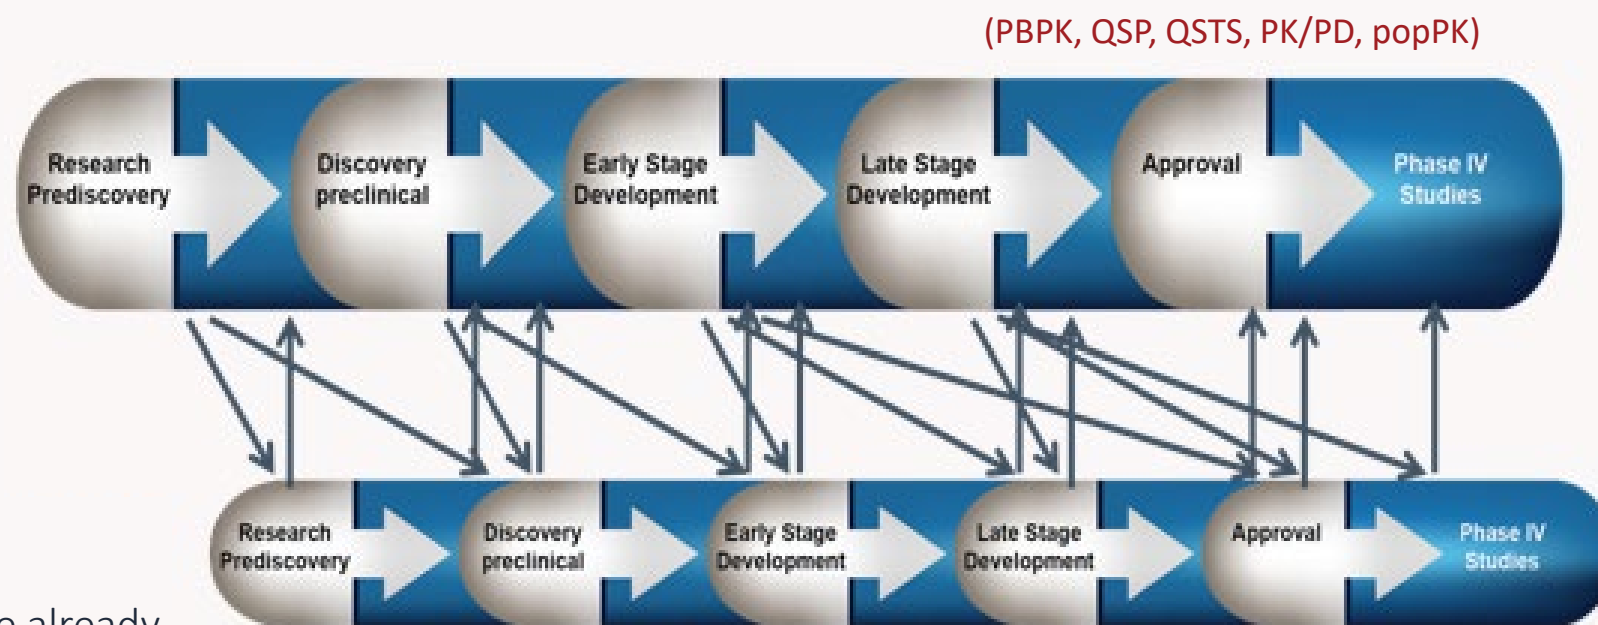 (PBPK, QSP, QSTS, PK/PD, popPK)
Research
Prediscovery
Discovery
preclinical
Early Stage
Development
Late Stage
Development
Approval
Phase IV
Studies
Research
Prediscovery
Discovery
preclinical
Early Stage
Development
Late Stage
Development
Approval
Phase IV
Studies
already